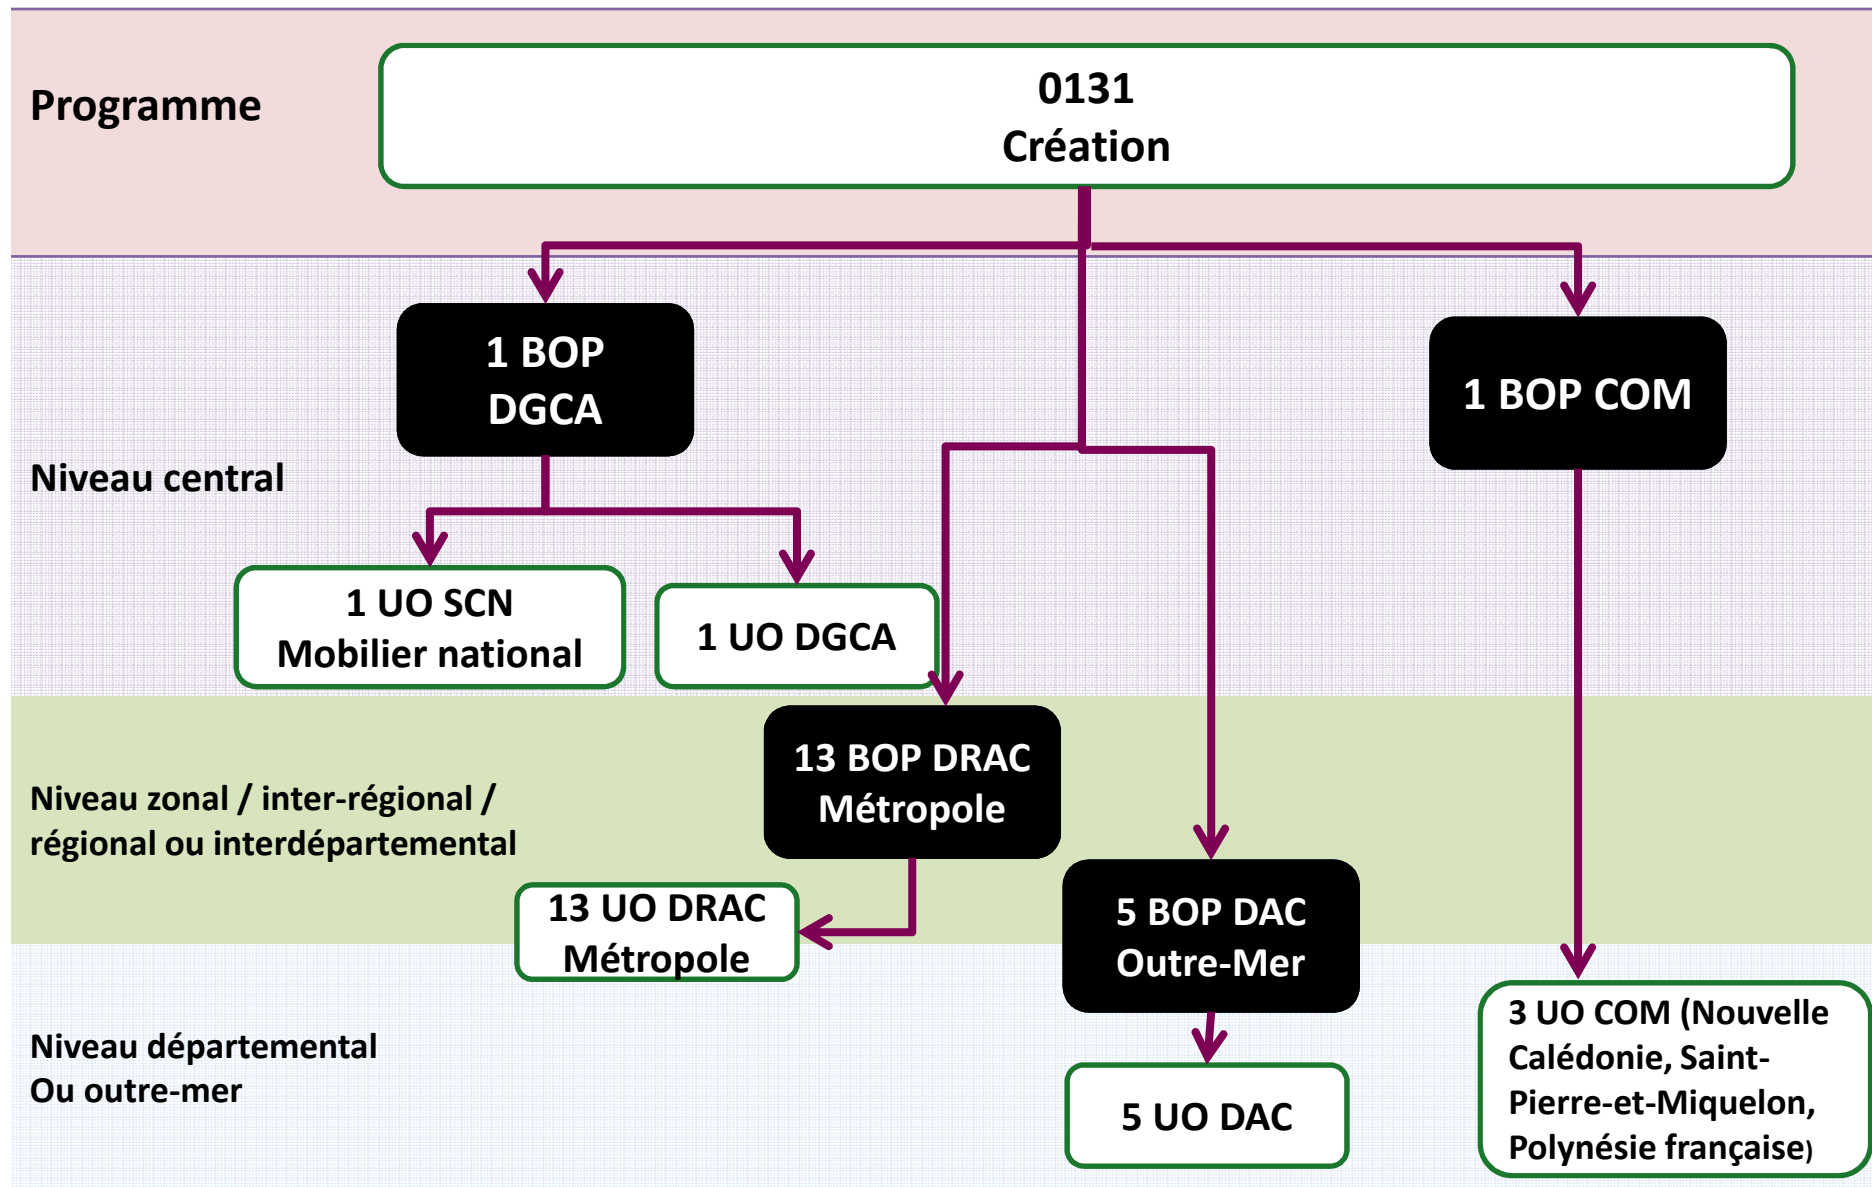 Programme
0131
Création
1 BOP
DGCA
1 BOP COM
Niveau central
1 UO SCN
Mobilier national
1 UO DGCA
13 BOP DRAC
Métropole
Niveau zonal / inter-régional /
régional ou interdépartemental
13 UO DRAC
Métropole
5 BOP DAC
Outre-Mer
Niveau départemental
Ou outre-mer
5 UO DAC
3 UO COM (Nouvelle
Calédonie, Saint-
Pierre-et-Miquelon,
Polynésie française)